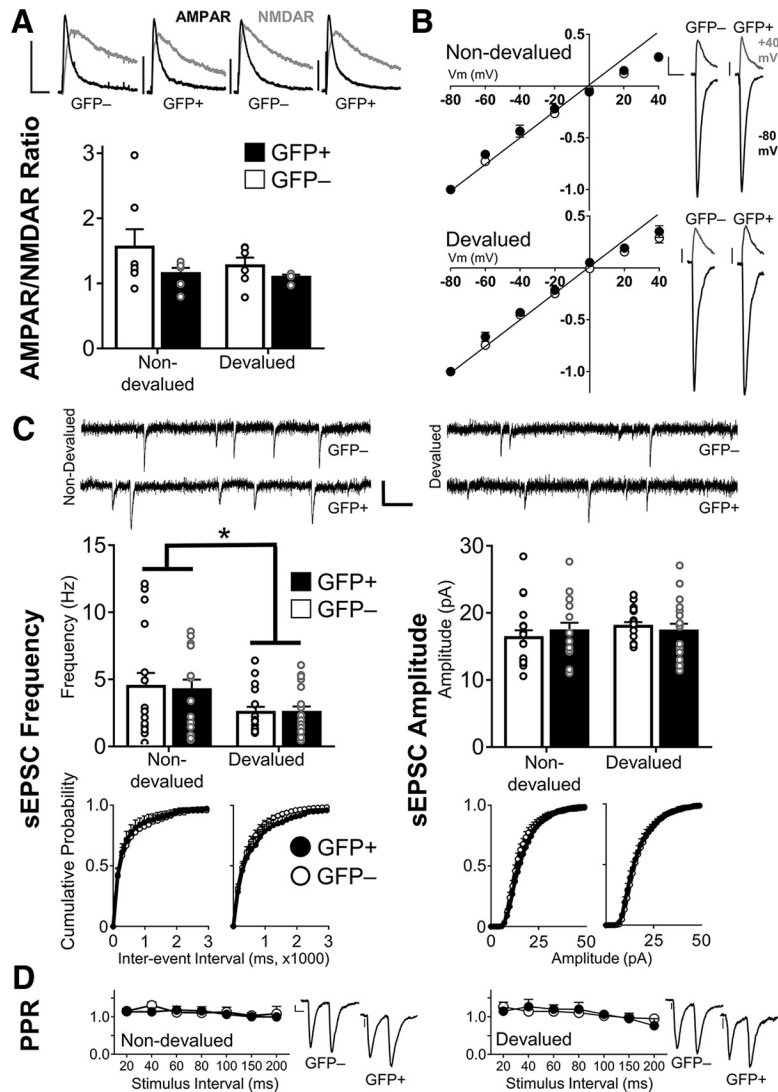 A
AMPAR NMDAR
GFP– GFP+ GFP– GFP+
AMPAR/NMDAR Ratio
3
2
1
0
GFP+
GFP–
Non-devalued
Devalued
B
Non-devalued
Vm (mV)
-80 -60 -40 -20 0 20 40
0.5
-0.5
-1.0
GFP– GFP+
+40 mV
-80 mV
Devalued
Vm (mV)
-80 -60 -40 -20 0 20 40
0.5
-0.5
-1.0
GFP– GFP+
C
Non-Devalued
GFP–
GFP+
Devalued
GFP–
GFP+
sEPSC Frequency
Frequency (Hz)
15
10
5
0
*
GFP+
GFP–
Non-devalued
Devalued
Cumulative Probability
1.0
0.5
0
0 1 2 3 0 1 2 3
Inter-event Interval (ms, x1000)
GFP+
GFP–
sEPSC Amplitude
Amplitude (pA)
30
20
10
0
Non-devalued
Devalued
1.0
0.5
0
0 25 50 25 50
Amplitude (pA)
D
PPR
1.0
0.0
Non-devalued
20 40 60 80 100 150 200
Stimulus Interval (ms)
GFP–
GFP+
1.0
0.0
Devalued
20 40 60 80 100 150 200
Stimulus Interval (ms)
GFP–
GFP+